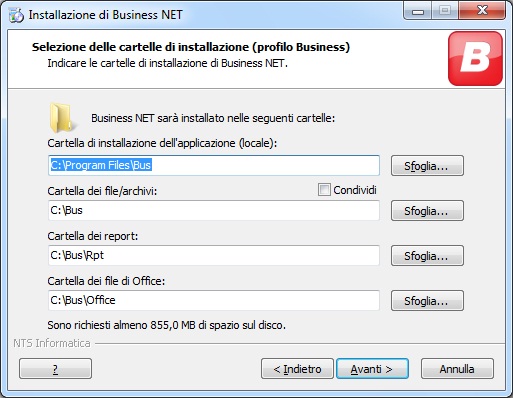 Installazione di Business NET
Selezione delle cartelle di installazione (profilo Business)
Indicare le cartelle di installazione di Business NET.
B
Business NET sarà installato nelle seguenti cartelle:
Cartella di installazione dell'applicazione (locale):
C:\Program Files\Bus Sfoglia...
Cartella dei file/archivi: Condividi
C:\Bus Sfoglia...
Cartella dei report:
C:\Bus\Rpt Sfoglia...
Cartella dei file di Office:
C:\Bus\Office Sfoglia...
Sono richiesti almeno 855,0 MB di spazio sul disco.
NTS Informatica
? < Indietro Avanti > Annulla